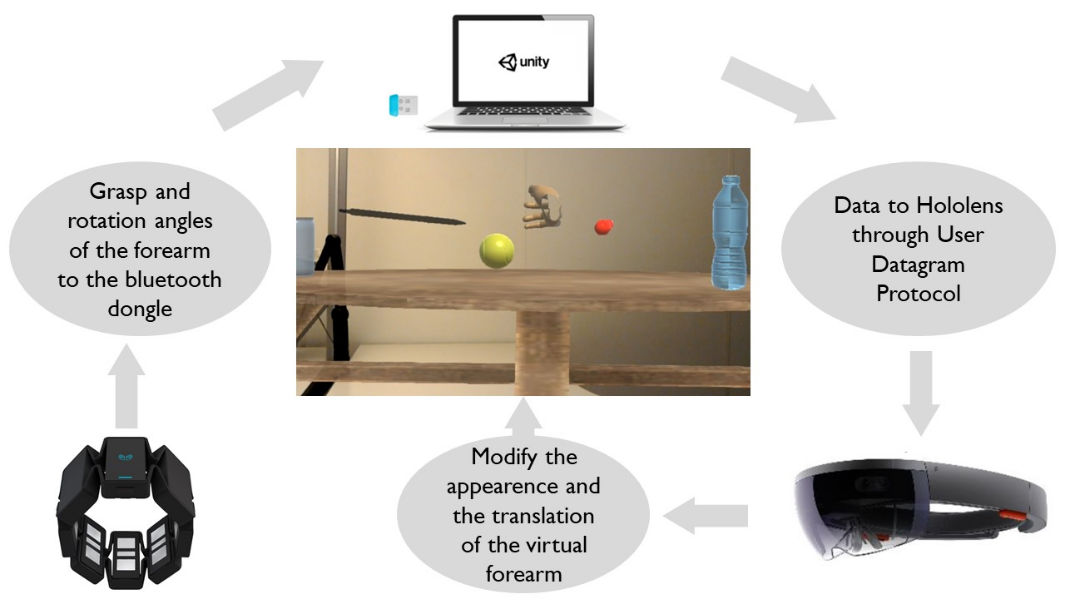 unity
Grasp and
rotation angles
of the forearm
to the bluetooth
dongle
Data to Hololens
through User
Datagram
Protocol
Modify the
appearence and
the translation
of the virtual
forearm